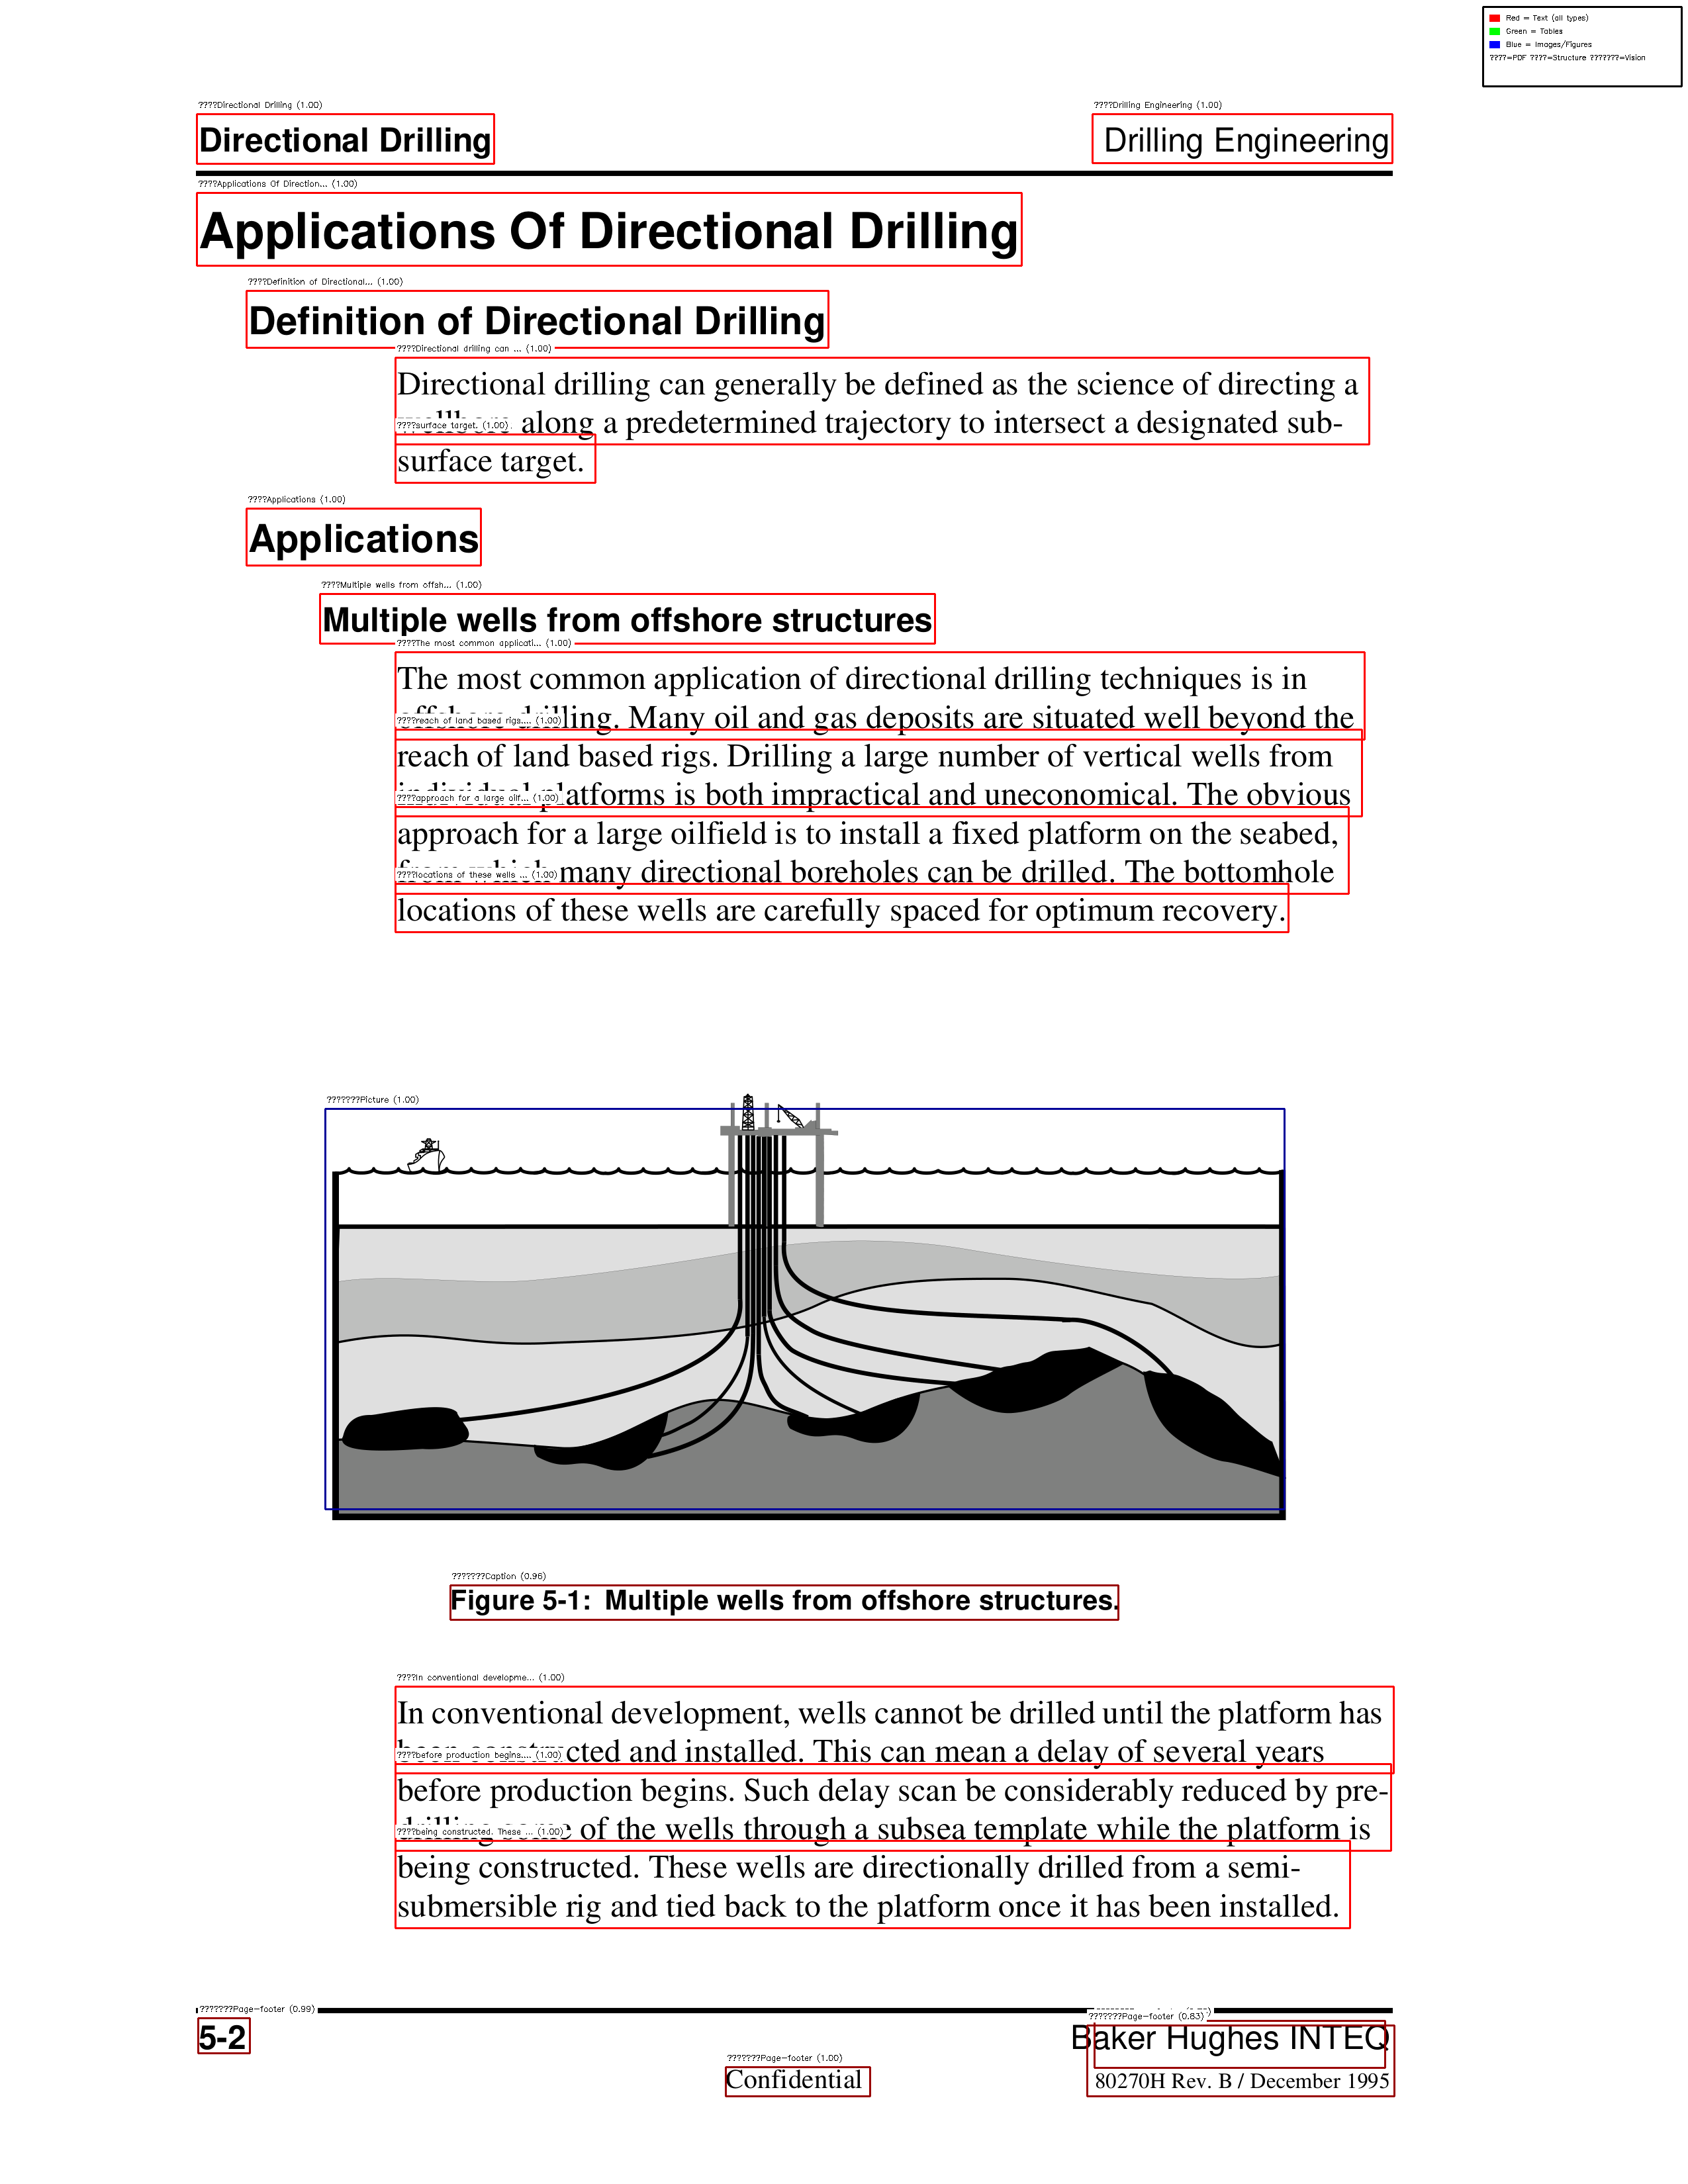 Red = Text (all types)
Green = Tables
Blue = Images/Figures
????=PDF ????=Structure ???????=Vision
????Directional Drilling (1.00)
????Drilling Engineering (1.00)
Directional Drilling
Drilling Engineering
????Applications Of Direction... (1.00)
Applications Of Directional Drilling
????Definition of Directional... (1.00)
Definition of Directional Drilling
????Directional drilling can ... (1.00)
Directional drilling can generally be defined as the science of directing a
along a predetermined trajectory to intersect a designated sub-
????surface target. (1.00)
surface target.
????Applications (1.00)
Applications
????Multiple wells from offsh... (1.00)
Multiple wells from offshore structures
????The most common applicati... (1.00)
The most common application of directional drilling techniques is in
drilling. Many oil and gas deposits are situated well beyond the
????reach of land based rigs.... (1.00)
reach of land based rigs. Drilling a large number of vertical wells from
platforms is both impractical and uneconomical. The obvious
????approach for a large oilf... (1.00)
approach for a large oilfield is to install a fixed platform on the seabed,
many directional boreholes can be drilled. The bottomhole
????locations of these wells ... (1.00)
locations of these wells are carefully spaced for optimum recovery.
???????Picture (1.00)
???????Caption (0.96)
Figure 5-1: Multiple wells from offshore structures.
????In conventional developme... (1.00)
In conventional development, wells cannot be drilled until the platform has
been constructed and installed. This can mean a delay of several years
????before production begins.... (1.00)
before production begins. Such delay scan be considerably reduced by pre-
drilling some of the wells through a subsea template while the platform is
????being constructed. These ... (1.00)
being constructed. These wells are directionally drilled from a semi-
submersible rig and tied back to the platform once it has been installed.
???????Page-footer (0.99)
???????Page-footer (0.83)
5-2
Baker Hughes INTEQ
???????Page-footer (1.00)
Confidential
80270H Rev. B / December 1995